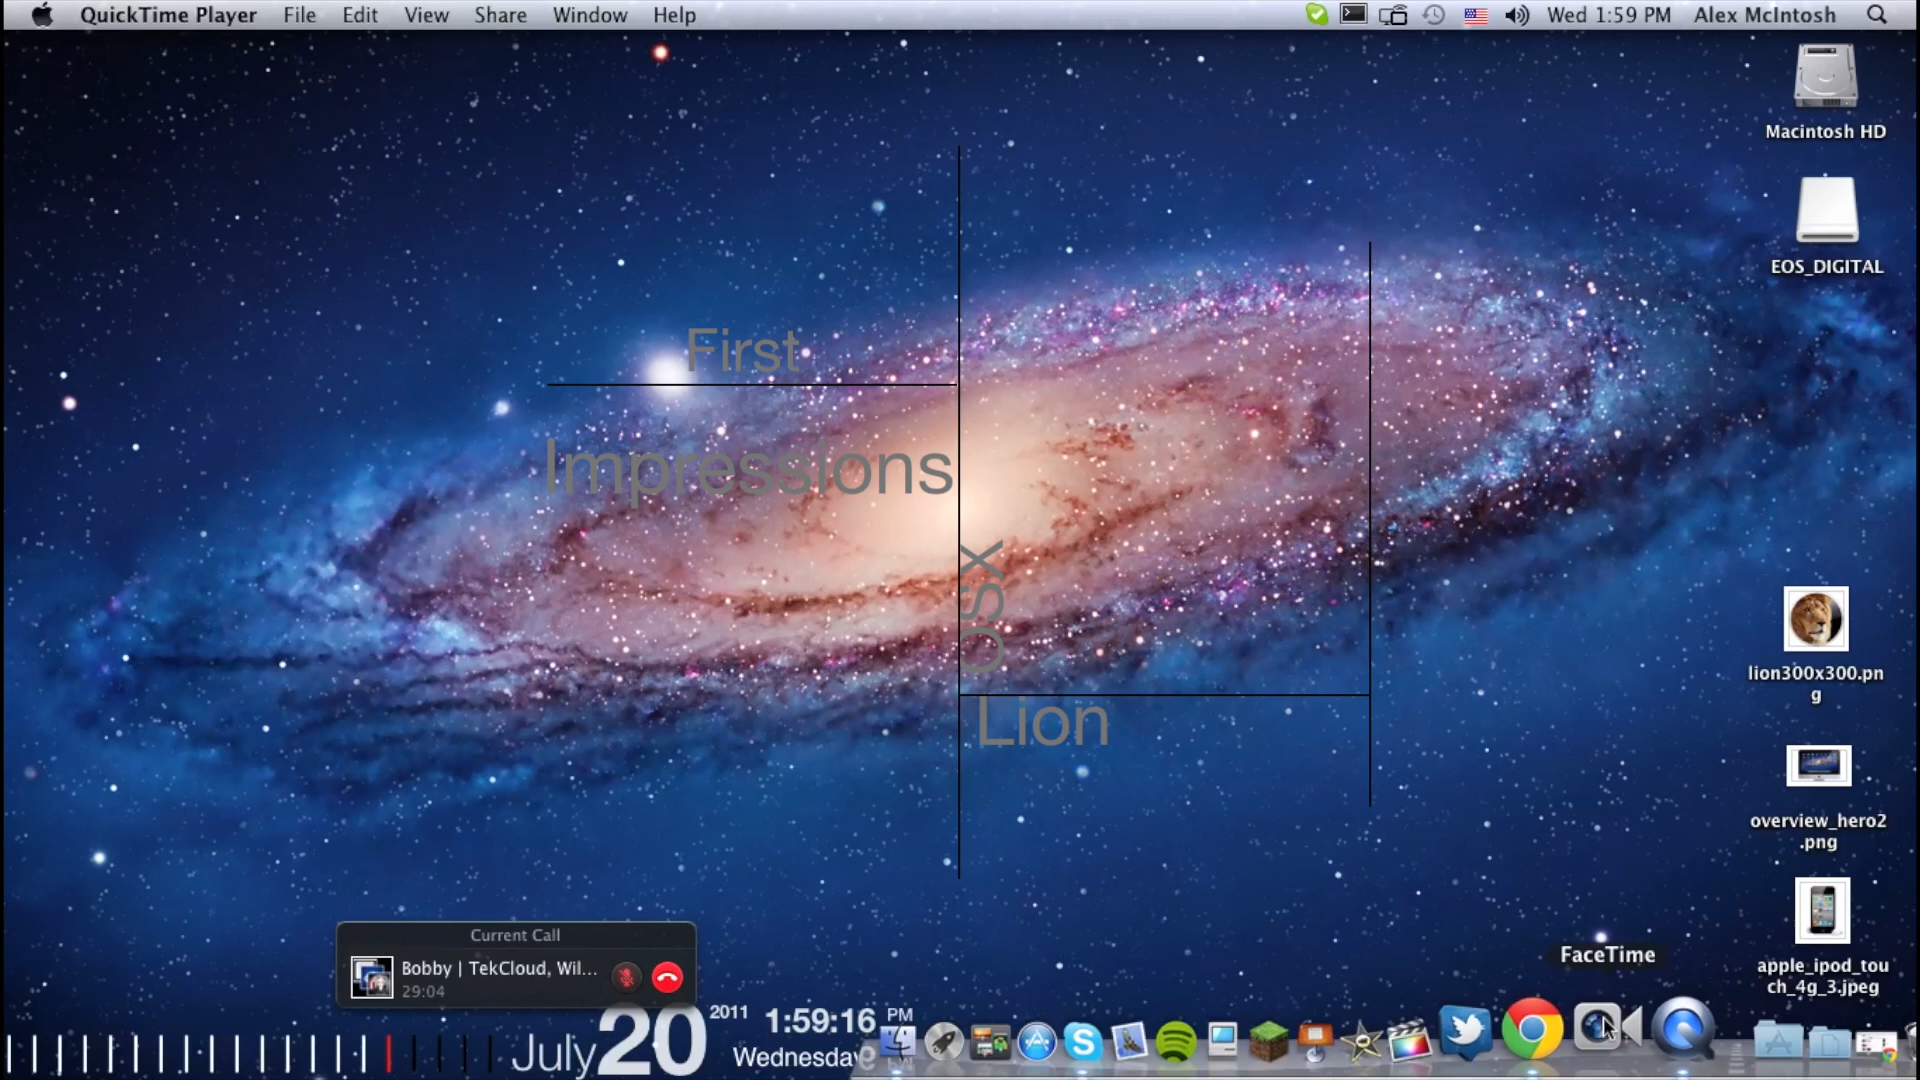 QuickTime Player File Edit View Share Window Help Wed 1:59 PM Alex McIntosh
Macintosh HD
EOS_DIGITAL
First
Impressions
OSX
Lion
lion300x300.pn
g
overview_hero2
.png
apple_ipod_tou
ch_4g_3.jpeg
FaceTime
Current Call
Bobby | TekCloud, Wil...
29:04
July 20 2011 1:59:16 PM
Wednesday